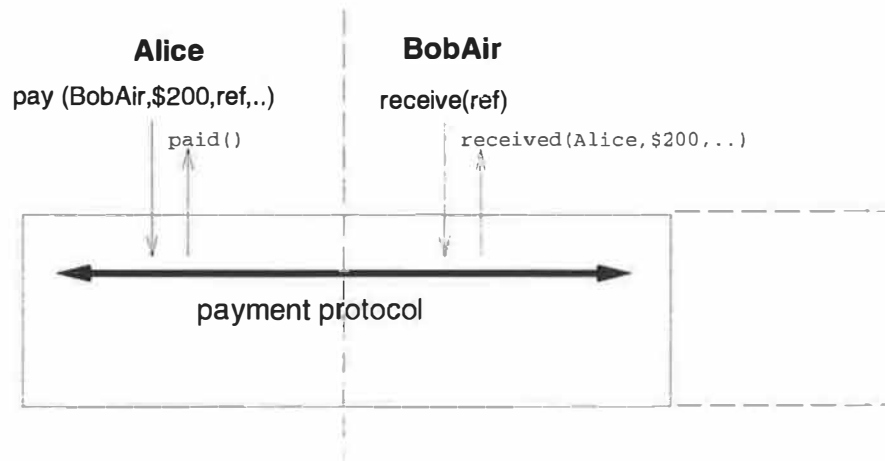 Alice
BobAir
pay (BobAir,$200,ref,..)
receive(ref)
paid()
received(Alice,$200,..)
payment protocol